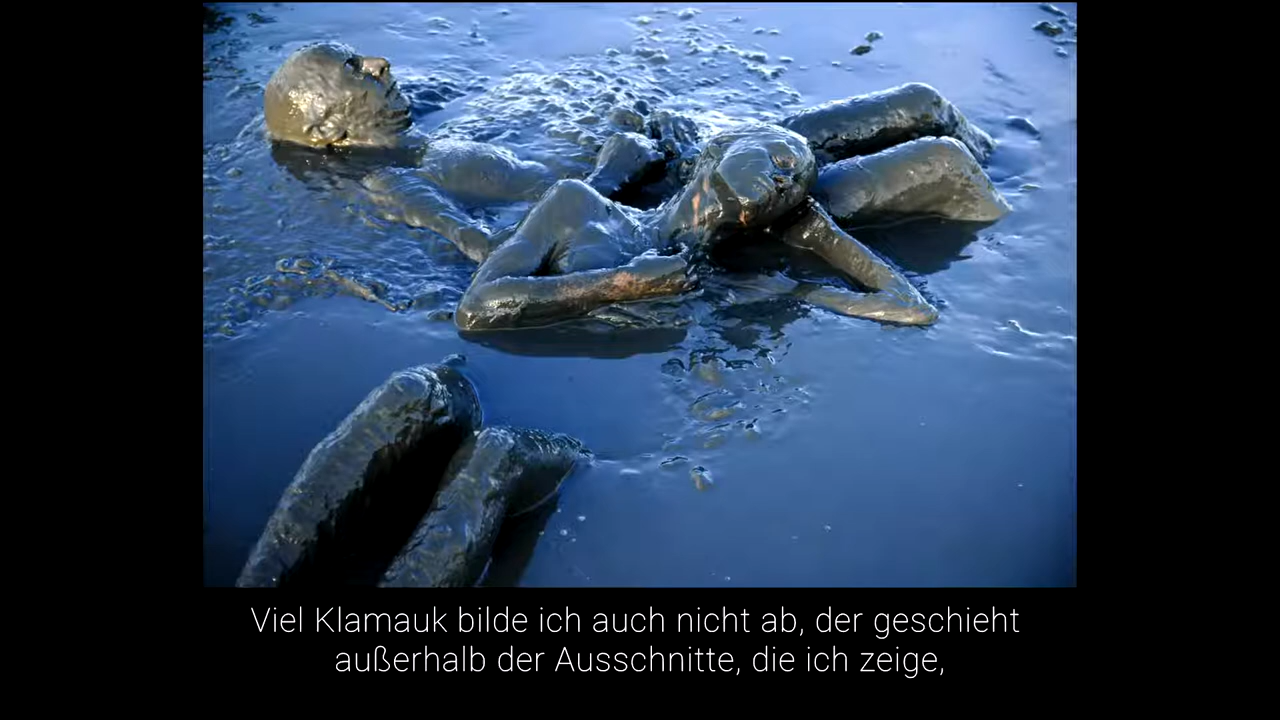 Viel Klamauk bilde ich auch nicht ab, der geschieht
außerhalb der Ausschnitte, die ich zeige,